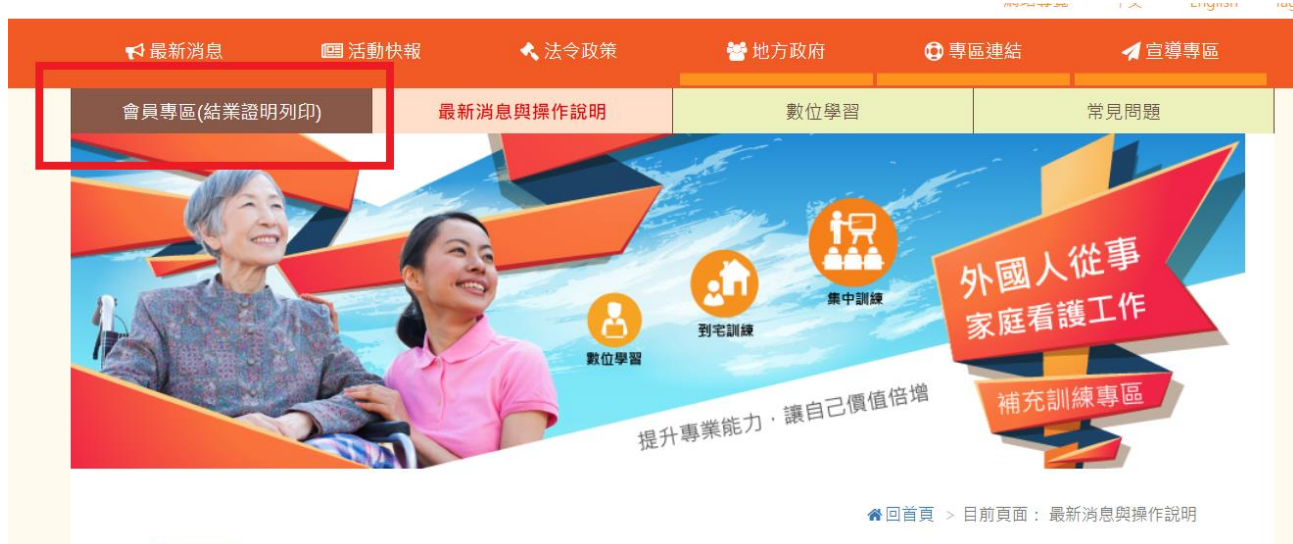 English
最新消息
活動快報
法令政策
地方政府
專區連結
宣導專區
會員專區(結業證明列印)
最新消息與操作說明
數位學習
常見問題
數位學習
到宅訓練
集中訓練
外國人從事
家庭看護工作
補充訓練專區
提升專業能力，讓自己價值倍增
回首頁 > 目前頁面： 最新消息與操作說明